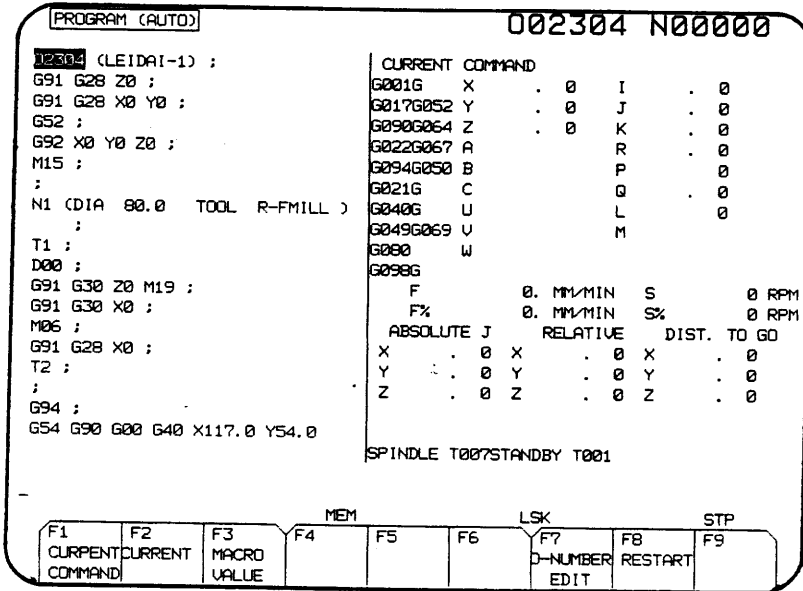 PROGRAM (AUTO)
O02304 N00000
O2304 (LEIDAI-1) ;
G91 G28 Z0 ;
G91 G28 X0 Y0 ;
G52 ;
G92 X0 Y0 Z0 ;
M15 ;
;
N1 (DIA 80.0 TOOL R-FMILL )
;
T1 ;
D00 ;
G91 G30 Z0 M19 ;
G91 G30 X0 ;
M06 ;
G91 G28 X0 ;
T2 ;
;
G94 ;
G54 G90 G00 G40 X117.0 Y54.0
CURRENT COMMAND
G001G X . 0 I . 0
G017G052 Y . 0 J . 0
G090G064 Z . 0 K . 0
G022G067 A R . 0
G094G050 B P 0
G021G C Q . 0
G040G U L 0
G049G069 V M
G080 W
G098G
F 0. MM/MIN S 0 RPM
F% 0. MM/MIN S% 0 RPM
ABSOLUTE J RELATIVE DIST. TO GO
X . 0 X . 0 X . 0
Y . 0 Y . 0 Y . 0
Z . 0 Z . 0 Z . 0
SPINDLE T007STANDBY T001
MEM LSK STP
F1 F2 F3 F4 F5 F6 F7 F8 F9
CURPENT CURRENT MACRO O-NUMBER RESTART
COMMAND VALUE EDIT